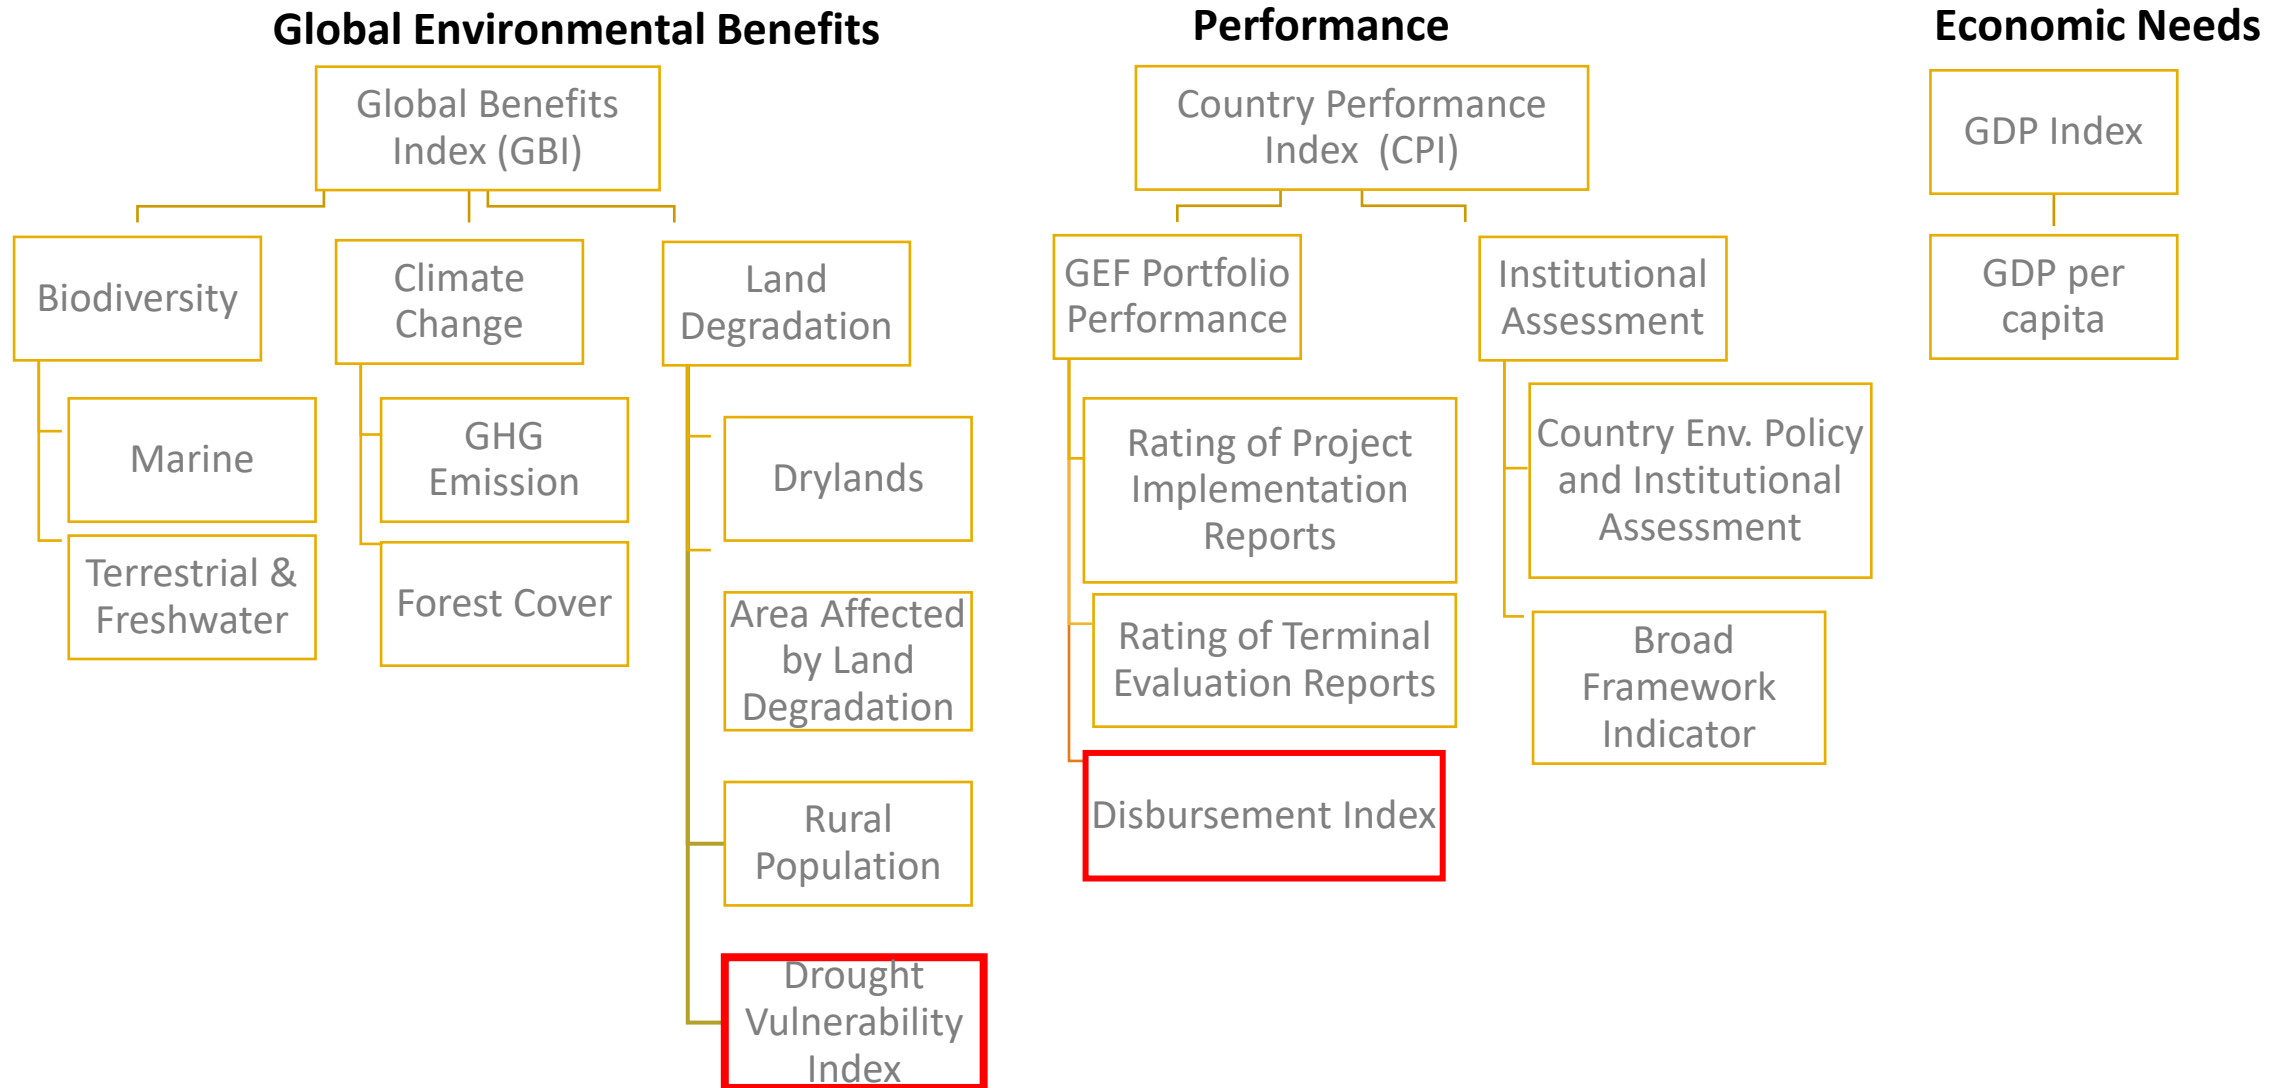 Global Environmental Benefits
Global Benefits
Index (GBI)
Biodiversity
Marine
Terrestrial &
Freshwater
Climate
Change
GHG
Emission
Forest Cover
Land
Degradation
Drylands
Area Affected
by Land
Degradation
Rural
Population
Drought
Vulnerability
Index
Performance
Country Performance
Index (CPI)
GEF Portfolio
Performance
Rating of Project
Implementation
Reports
Rating of Terminal
Evaluation Reports
Disbursement Index
Institutional
Assessment
Country Env. Policy
and Institutional
Assessment
Broad
Framework
Indicator
Economic Needs
GDP Index
GDP per
capita